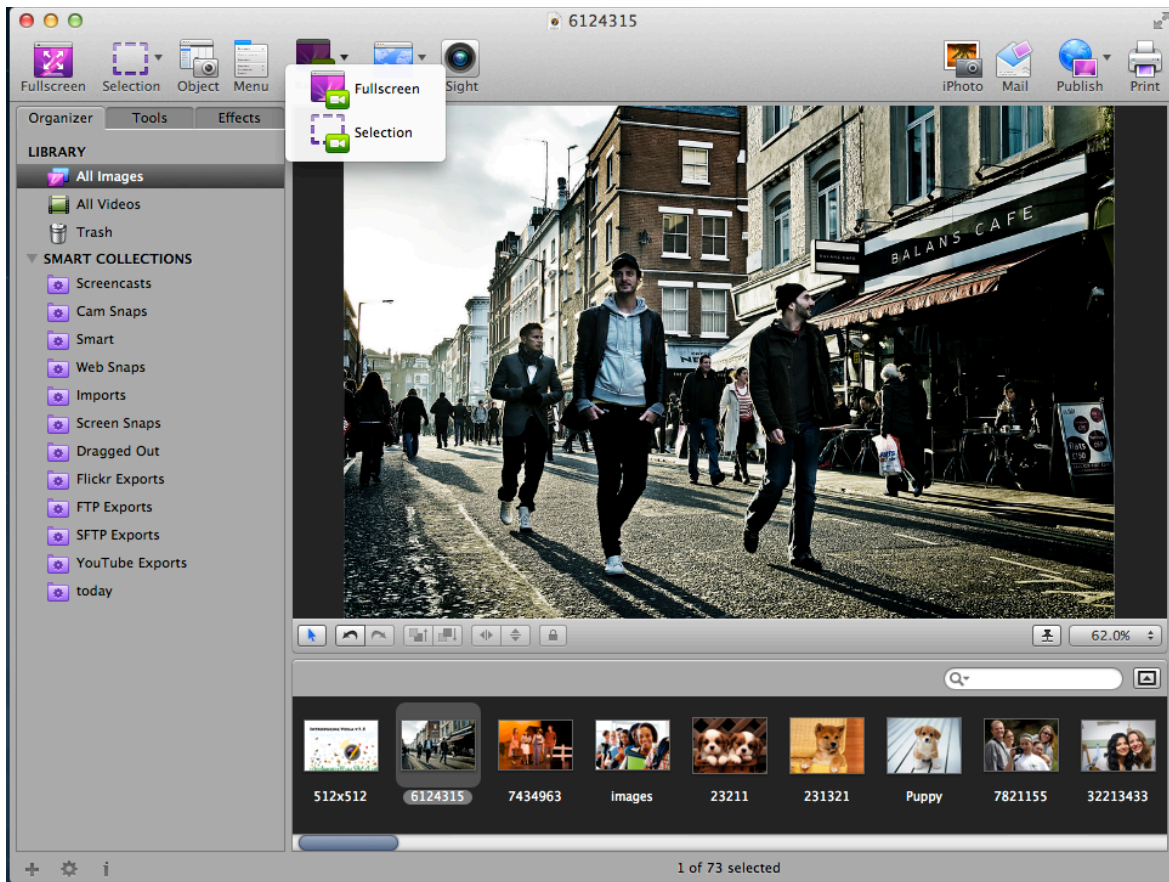 6124315
Fullscreen
Selection
Object
Menu
Sight
iPhoto
Mail
Publish
Print
Fullscreen
Selection
Organizer
Tools
Effects
LIBRARY
All Images
All Videos
Trash
SMART COLLECTIONS
Screencasts
Cam Snaps
Smart
Web Snaps
Imports
Screen Snaps
Dragged Out
Flickr Exports
FTP Exports
SFTP Exports
YouTube Exports
today
BALANS CAFE
BALANS CAFE
62.0%
512x512
6124315
7434963
images
23211
231321
Puppy
7821155
32213433
1 of 73 selected